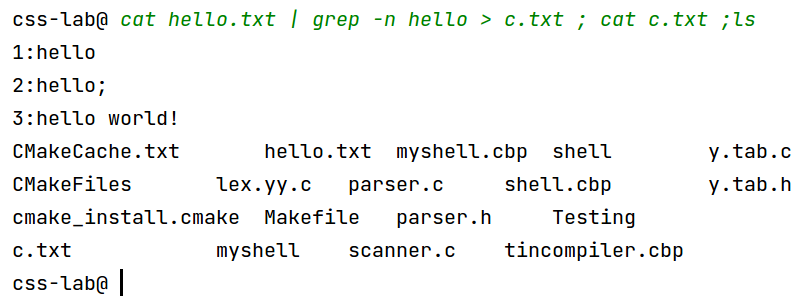 css-lab@ cat hello.txt | grep -n hello > c.txt ; cat c.txt ;ls
1:hello
2:hello;
3:hello world!
CMakeCache.txt       hello.txt  myshell.cbp  shell        y.tab.c
CMakeFiles       lex.yy.c   parser.c     shell.cbp        y.tab.h
cmake_install.cmake  Makefile   parser.h     Testing
c.txt            myshell    scanner.c    tincompiler.cbp
css-lab@